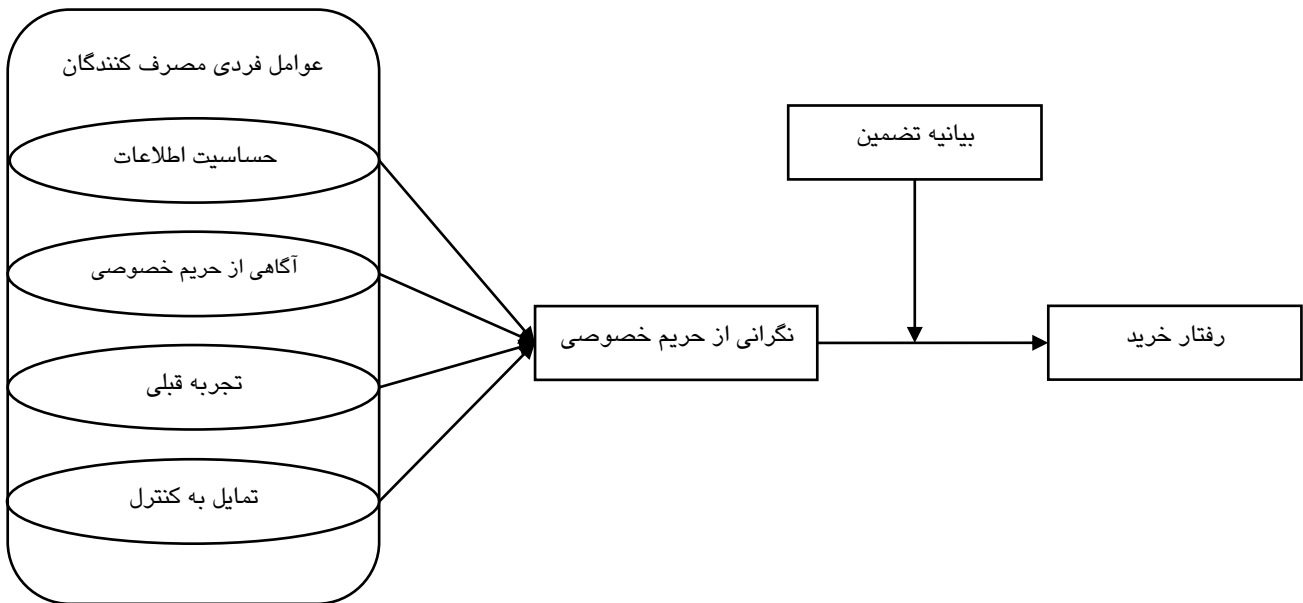 عوامل فردی مصرف کنندگان
حساسیت اطلاعات
آگاهی از حریم خصوصی
تجربه قبلی
تمایل به کنترل
نگرانی از حریم خصوصی
بیانیه تضمین
رفتار خرید